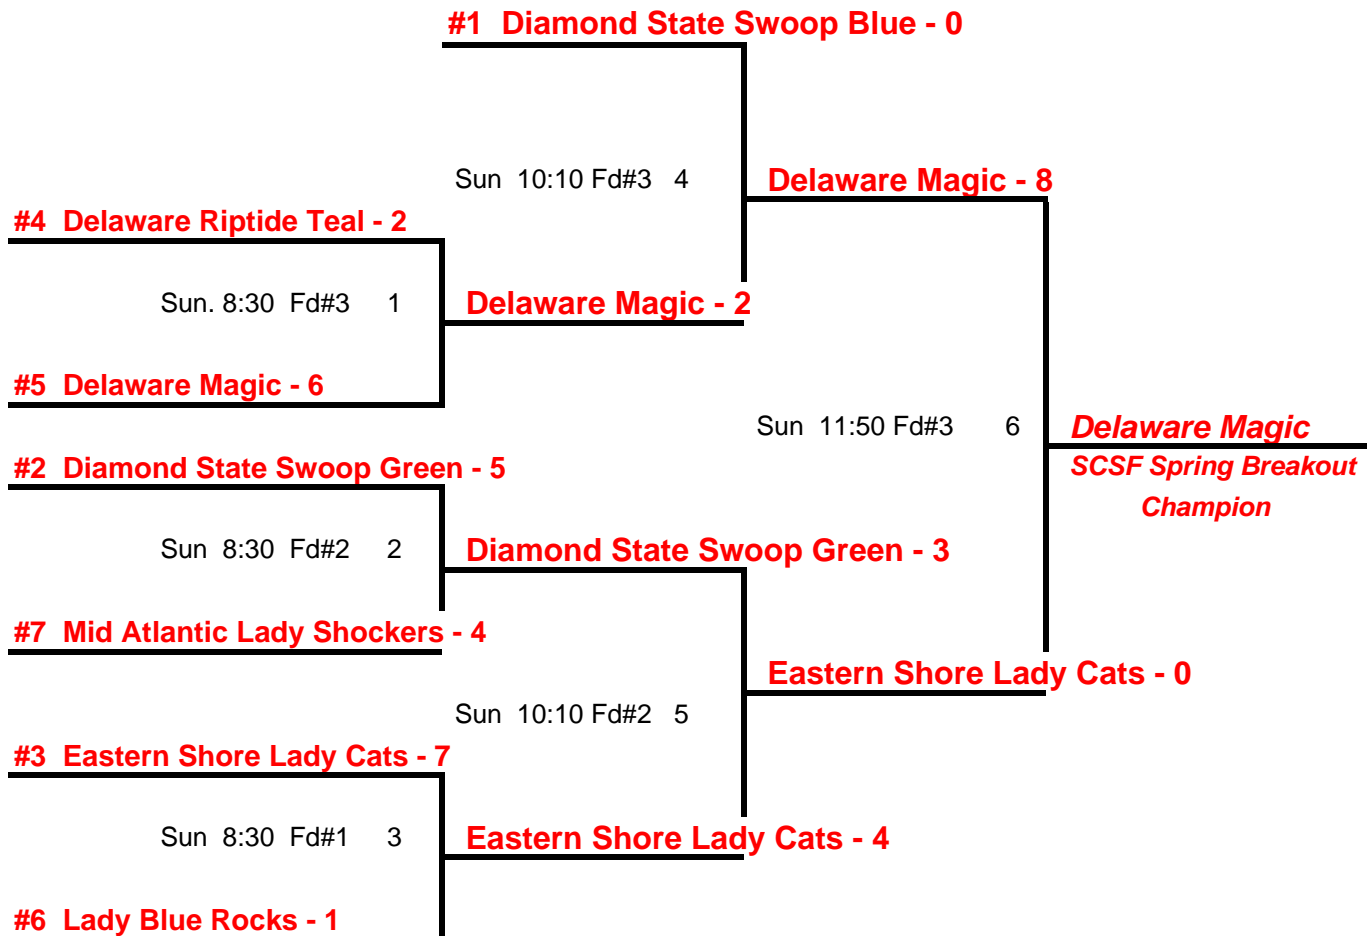 #1  Diamond State Swoop Blue - 0
Sun  10:10 Fd#3   4
Delaware Magic - 8
#4  Delaware Riptide Teal - 2
Sun. 8:30  Fd#3     1
Delaware Magic - 2
#5  Delaware Magic - 6
Sun  11:50 Fd#3       6
Delaware Magic
SCSF Spring Breakout
Champion
#2  Diamond State Swoop Green - 5
Sun  8:30  Fd#2     2
Diamond State Swoop Green - 3
#7  Mid Atlantic Lady Shockers - 4
Eastern Shore Lady Cats - 0
Sun  10:10 Fd#2   5
#3  Eastern Shore Lady Cats - 7
Sun  8:30  Fd#1     3
Eastern Shore Lady Cats - 4
#6  Lady Blue Rocks - 1